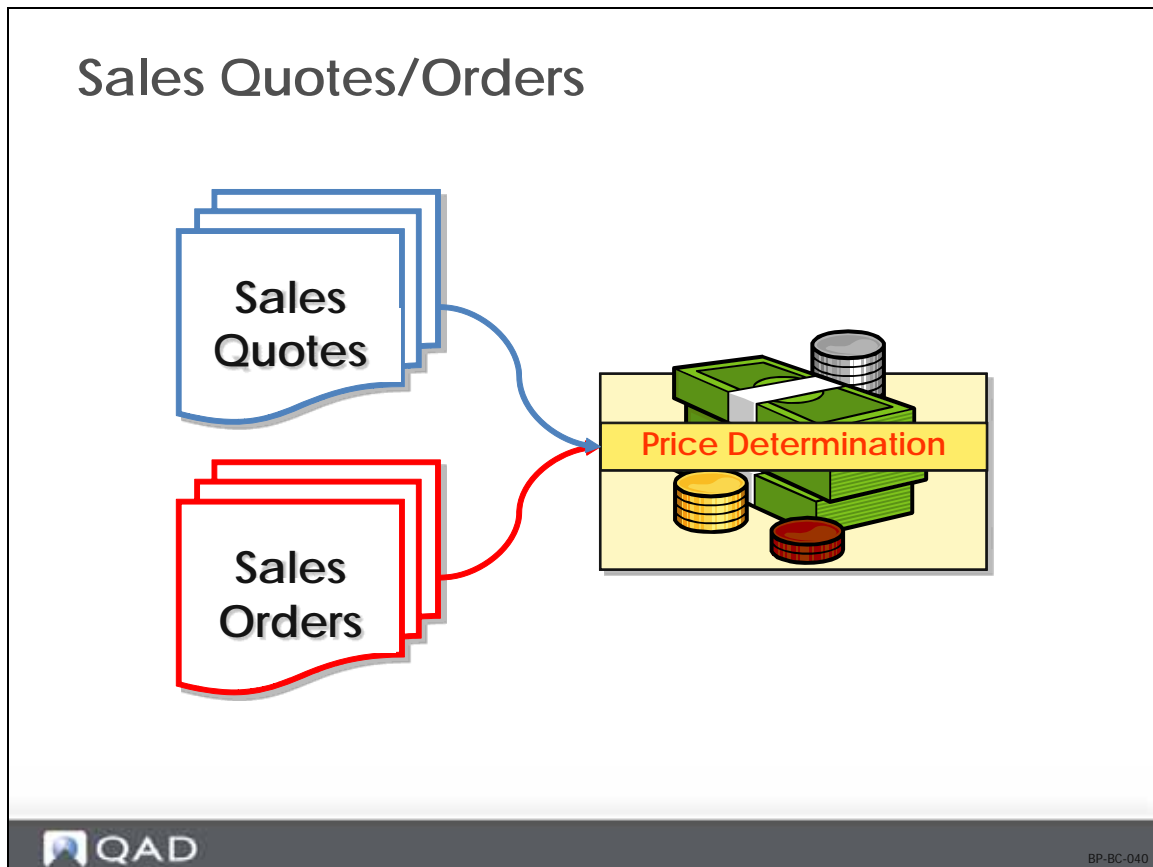 Sales Quotes/Orders
Sales
Quotes
Price Determination
Sales
Orders
QAD
BP-BC-040